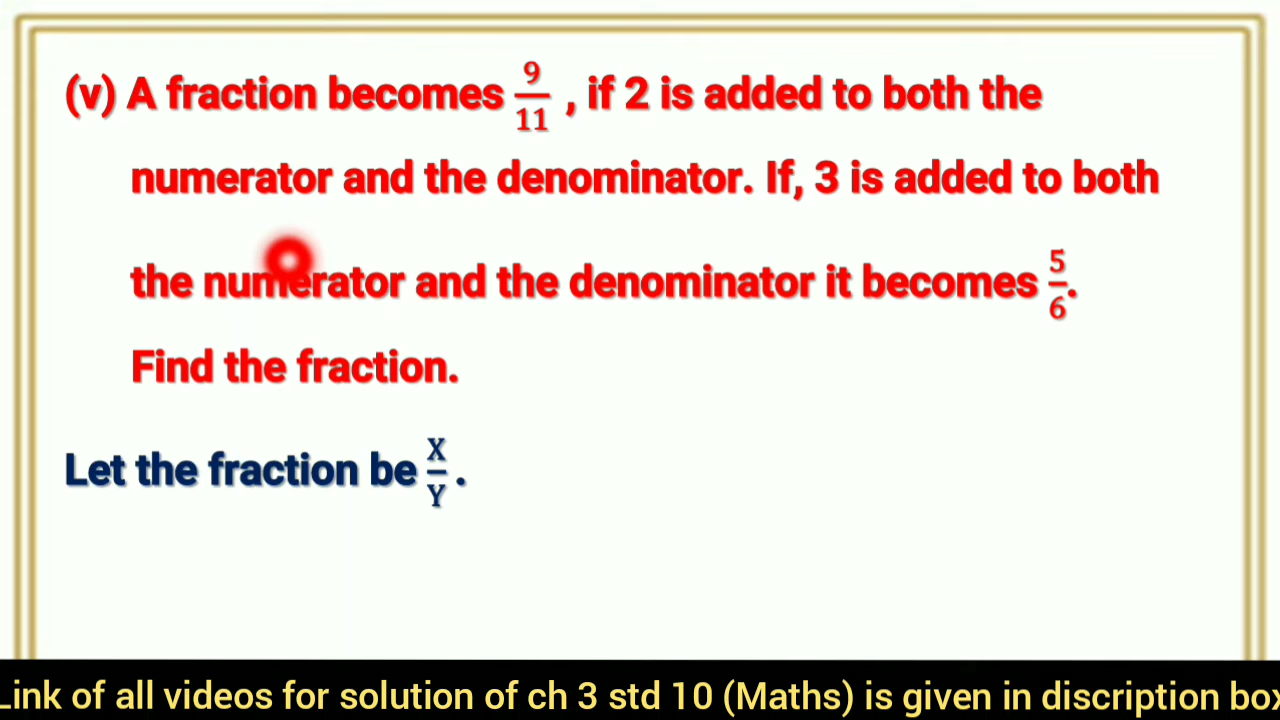 (v) A fraction becomes 9/11 , if 2 is added to both the
numerator and the denominator. If, 3 is added to both
the numerator and the denominator it becomes 5/6.
Find the fraction.
Let the fraction be X/Y .
Link of all videos for solution of ch 3 std 10 (Maths) is given in discription box